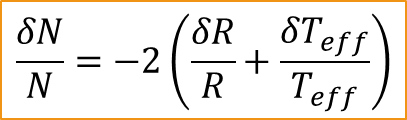 δN/N = −2 (δR/R + δT_eff/T_eff)